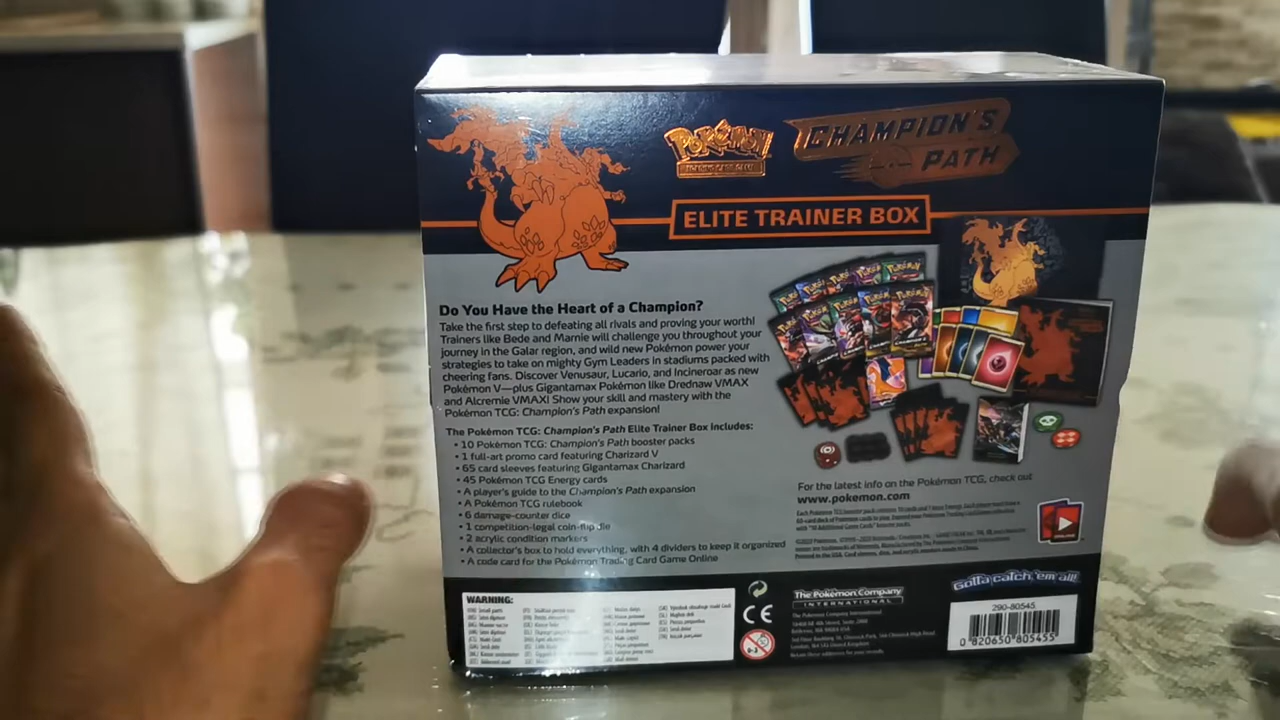 Pokémon
CHAMPION'S
PATH
ELITE TRAINER BOX
Do You Have the Heart of a Champion?
Take the first step to defeating all rivals and proving your worth!
Trainers like Bede and Marnie will challenge you throughout your
journey in the Galar region, and wild new Pokémon power your
strategies to take on mighty Gym Leaders in stadiums packed with
cheering fans. Discover Venusaur, Lucario, and Incineroar as new
Pokémon V—plus Gigantamax Pokémon like Drednaw VMAX
and Alcremie VMAX! Show your skill and mastery with the
Pokémon TCG: Champion's Path expansion!
The Pokémon TCG: Champion's Path Elite Trainer Box includes:
• 10 Pokémon TCG: Champion's Path booster packs
• 1 full-art promo card featuring Charizard V
• 65 card sleeves featuring Gigantamax Charizard
• 45 Pokémon TCG Energy cards
• A player's guide to the Champion's Path expansion
• A Pokémon TCG rulebook
• 6 damage-counter dice
• 1 competition-legal coin-flip die
• 2 acrylic condition markers
• A collector's box to hold everything, with 4 dividers to keep it organized
• A code card for the Pokémon Trading Card Game Online
For the latest info on the Pokémon TCG, check out
www.pokemon.com
ONLINE
Gotta catch 'em all!
WARNING:
CE
The Pokémon Company
INTERNATIONAL
The Pokémon Company International
290-80545
0 820650 805455